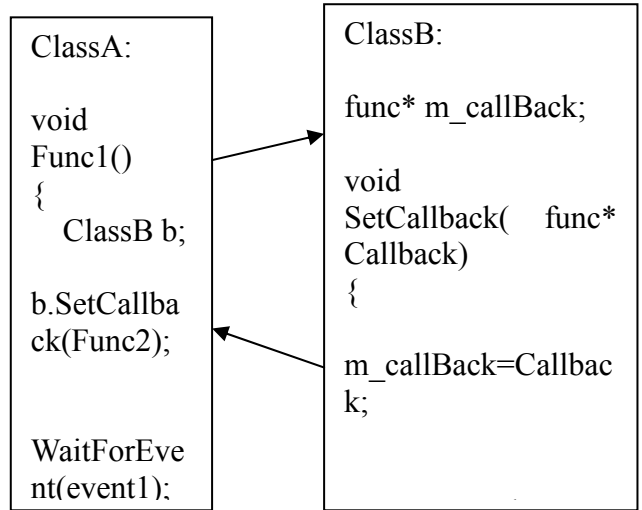 ClassA:
void
Func1()
{
ClassB b;
b.SetCallba
ck(Func2);
WaitForEve
nt(event1);
ClassB:
func* m_callBack;
void
SetCallback( func*
Callback)
{
m_callBack=Callbac
k;